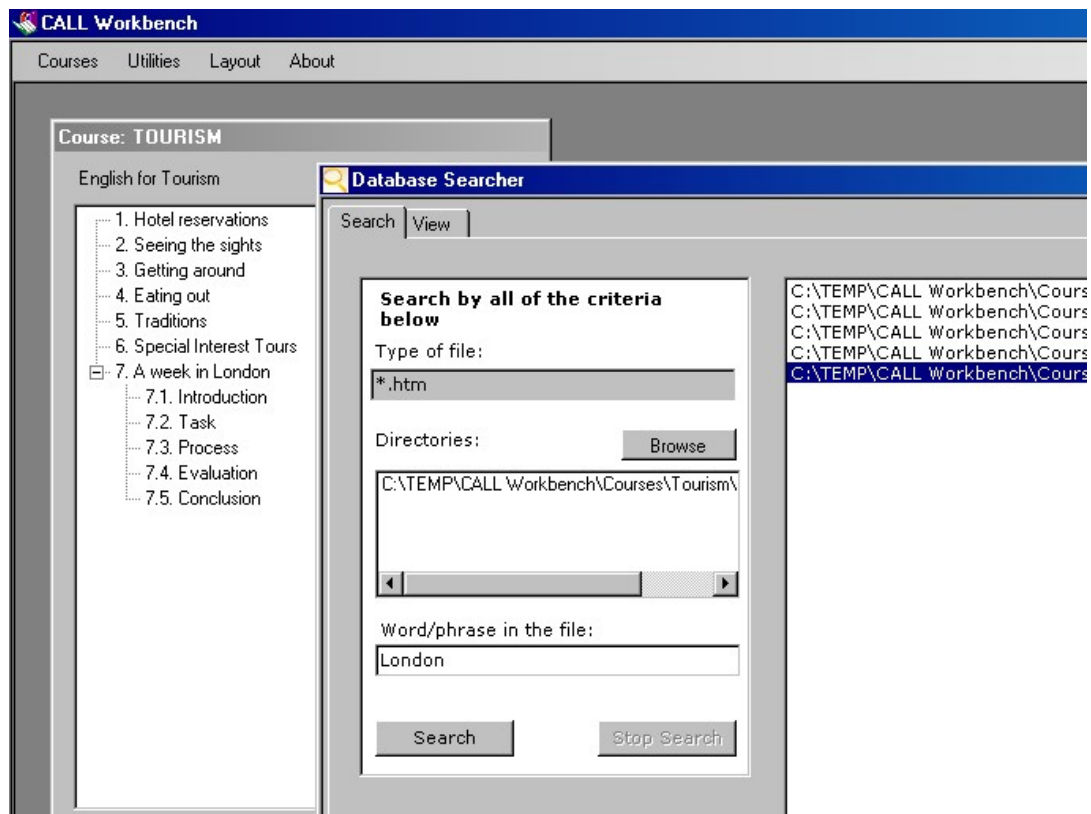 CALL Workbench
Courses Utilities Layout About
Course: TOURISM
English for Tourism
1. Hotel reservations
2. Seeing the sights
3. Getting around
4. Eating out
5. Traditions
6. Special Interest Tours
7. A week in London
7.1. Introduction
7.2. Task
7.3. Process
7.4. Evaluation
7.5. Conclusion
Database Searcher
Search View
Search by all of the criteria
below
Type of file:
*.htm
Directories:
Browse
C:\TEMP\CALL Workbench\Courses\Tourism\
Word/phrase in the file:
London
Search Stop Search
C:\TEMP\CALL Workbench\Cours
C:\TEMP\CALL Workbench\Cours
C:\TEMP\CALL Workbench\Cours
C:\TEMP\CALL Workbench\Cours
C:\TEMP\CALL Workbench\Cours